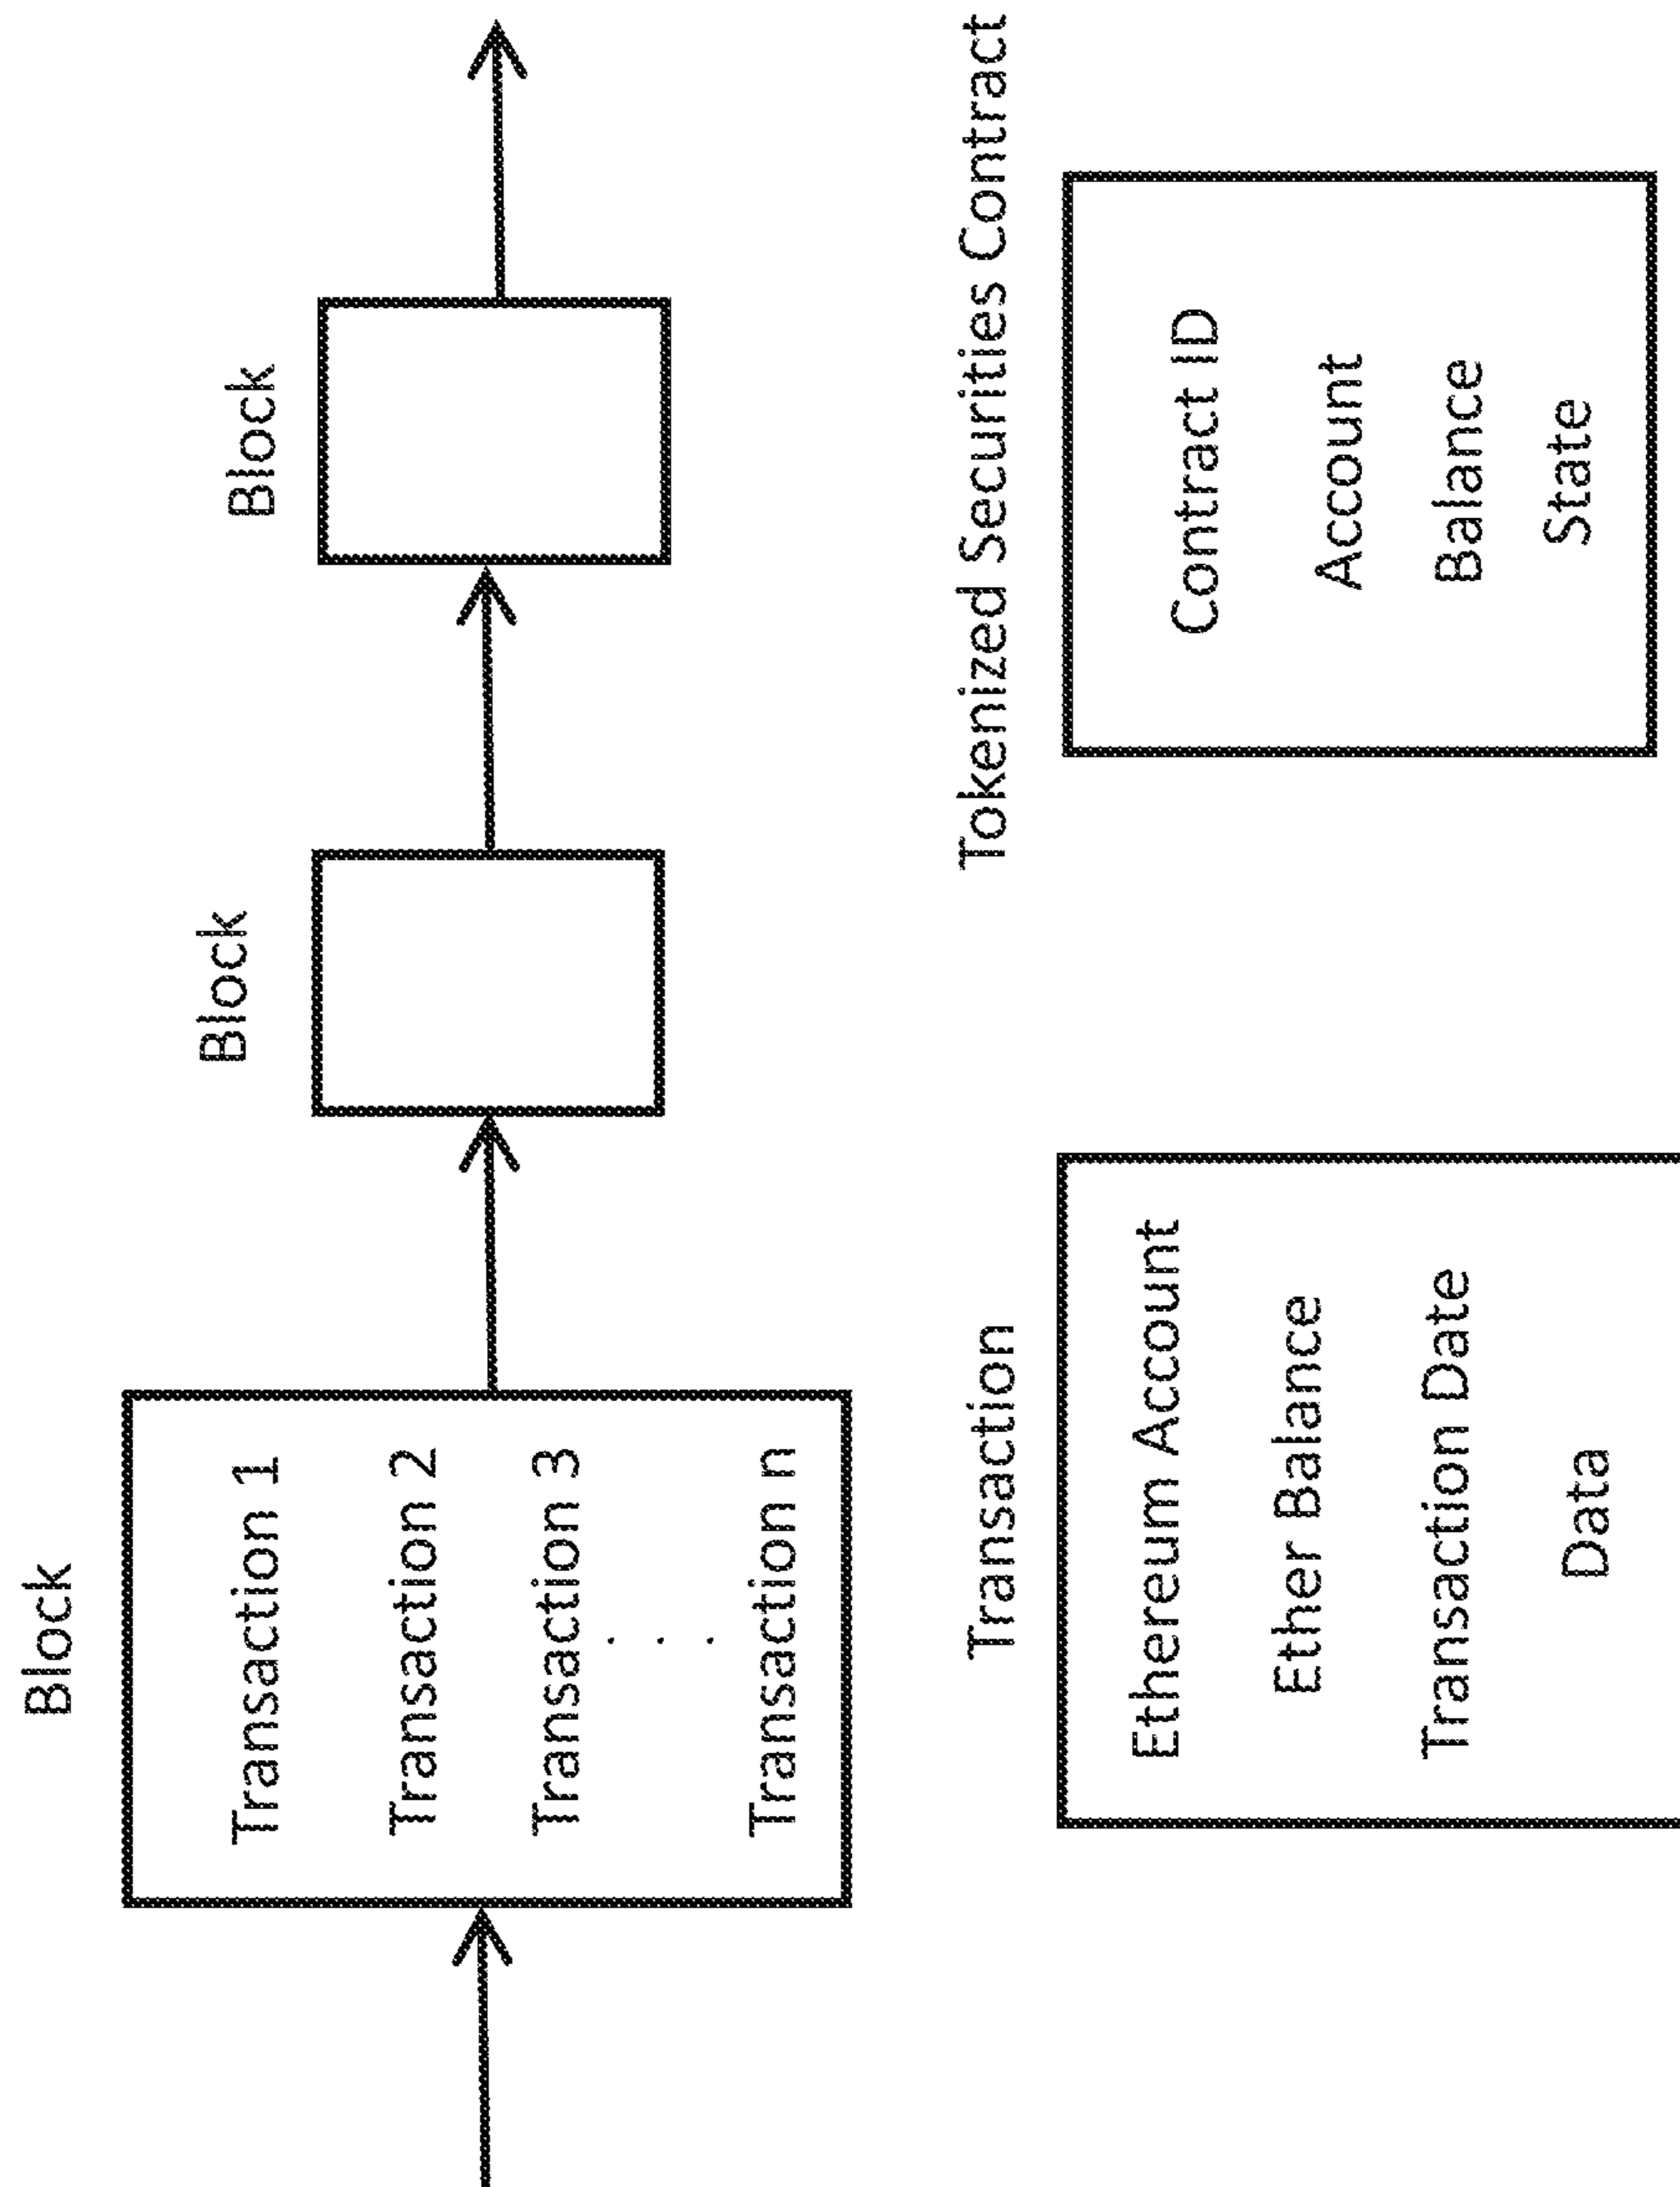 Block
Transaction 1
Transaction 2
Transaction 3
. . .
Transaction n
Block
Block
Transaction
Ethereum Account
Ether Balance
Transaction Date
Data
Tokenized Securities Contract
Contract ID
Account
Balance
State